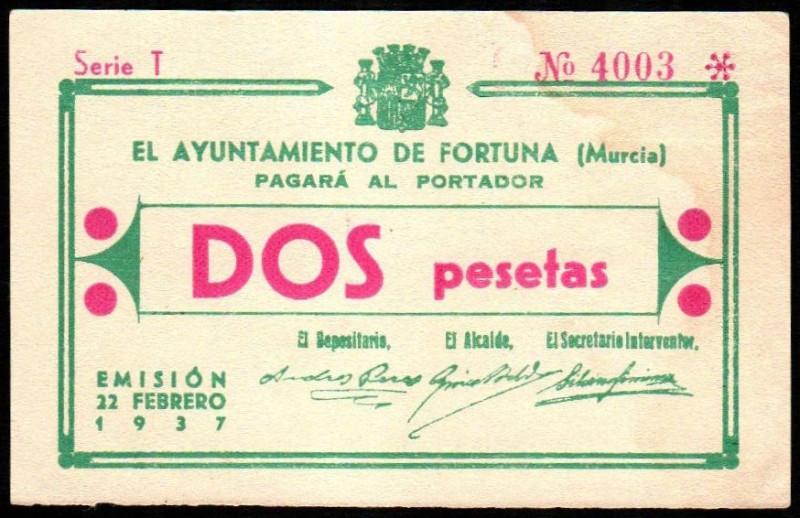 Serie T
Nº 4003
EL AYUNTAMIENTO DE FORTUNA (Murcia)
PAGARÁ AL PORTADOR
DOS pesetas
El Depositario, El Alcalde, El Secretario Interventor,
EMISIÓN
22 FEBRERO
1937